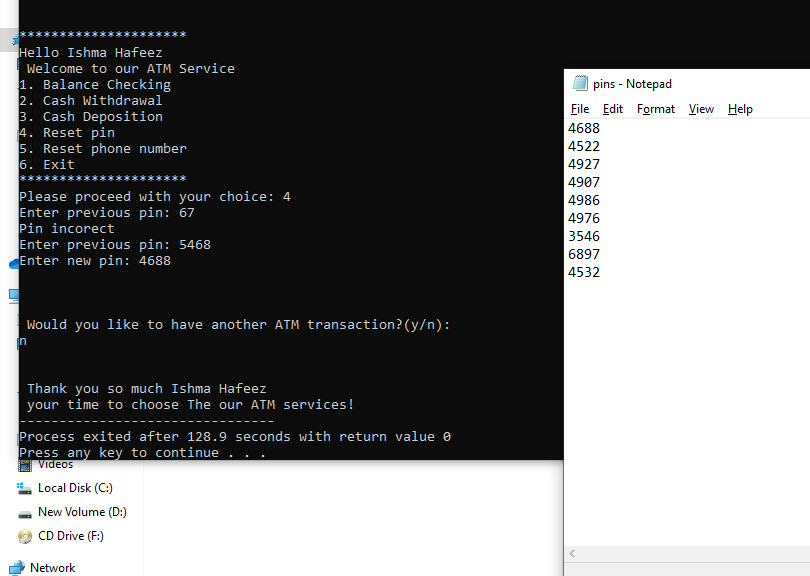 *********************
Hello Ishma Hafeez
Welcome to our ATM Service
1. Balance Checking
2. Cash Withdrawal
3. Cash Deposition
4. Reset pin
5. Reset phone number
6. Exit
*********************
Please proceed with your choice: 4
Enter previous pin: 67
Pin incorect
Enter previous pin: 5468
Enter new pin: 4688
Would you like to have another ATM transaction?(y/n):
n
Thank you so much Ishma Hafeez
your time to choose The our ATM services!
--------------------------------
Process exited after 128.9 seconds with return value 0
Press any key to continue . . .
Videos
Local Disk (C:)
New Volume (D:)
CD Drive (F:)
Network
pins - Notepad
File Edit Format View Help
4688
4522
4927
4907
4986
4976
3546
6897
4532